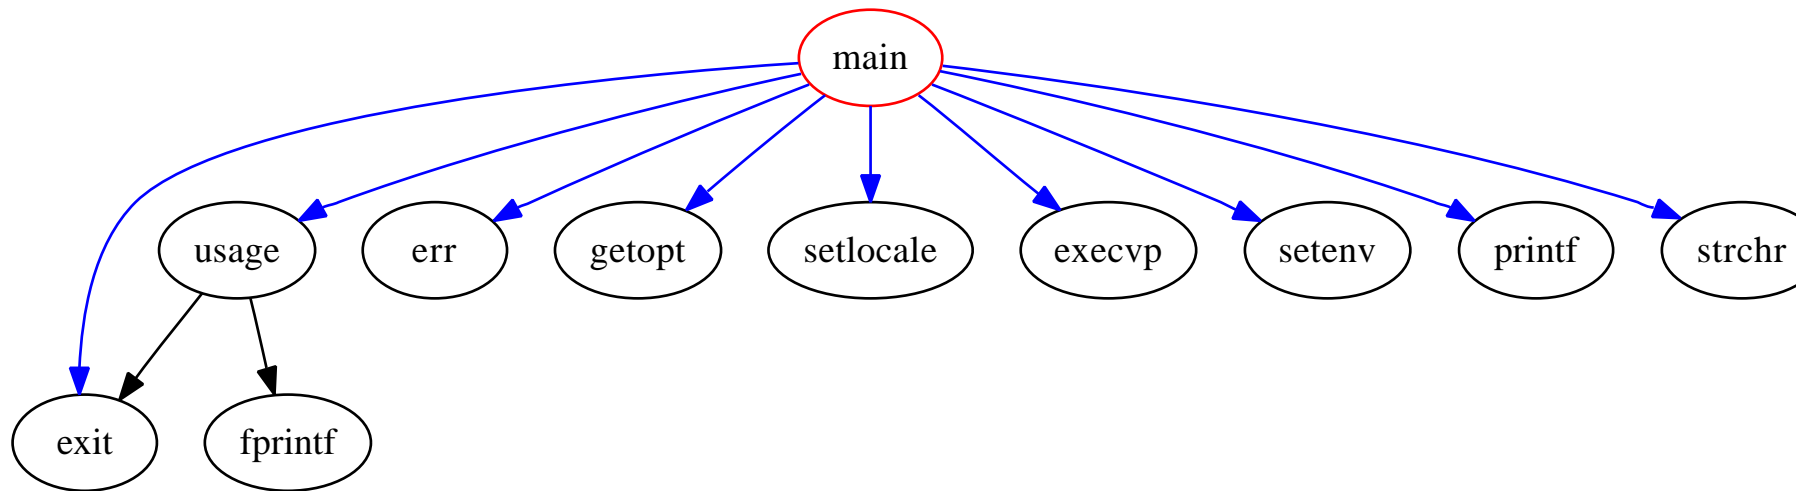 main
usage
err
getopt
setlocale
execvp
setenv
printf
strchr
exit
fprintf